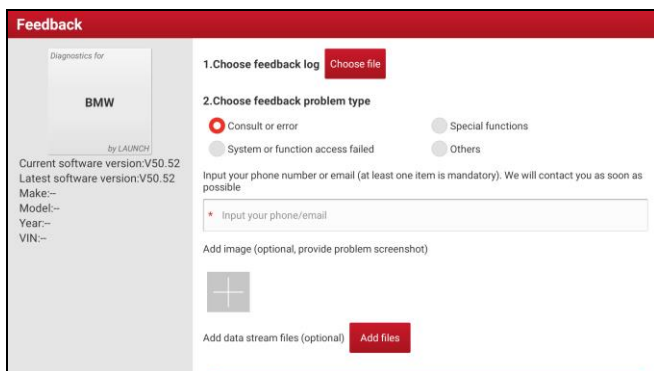 Feedback
Diagnostics for
BMW
by LAUNCH
Current software version:V50.52
Latest software version:V50.52
Make:--
Model:--
Year:--
VIN:--
1.Choose feedback log Choose file
2.Choose feedback problem type
Consult or error Special functions
System or function access failed Others
Input your phone number or email (at least one item is mandatory). We will contact you as soon as
possible
* Input your phone/email
Add image (optional, provide problem screenshot)
Add data stream files (optional) Add files